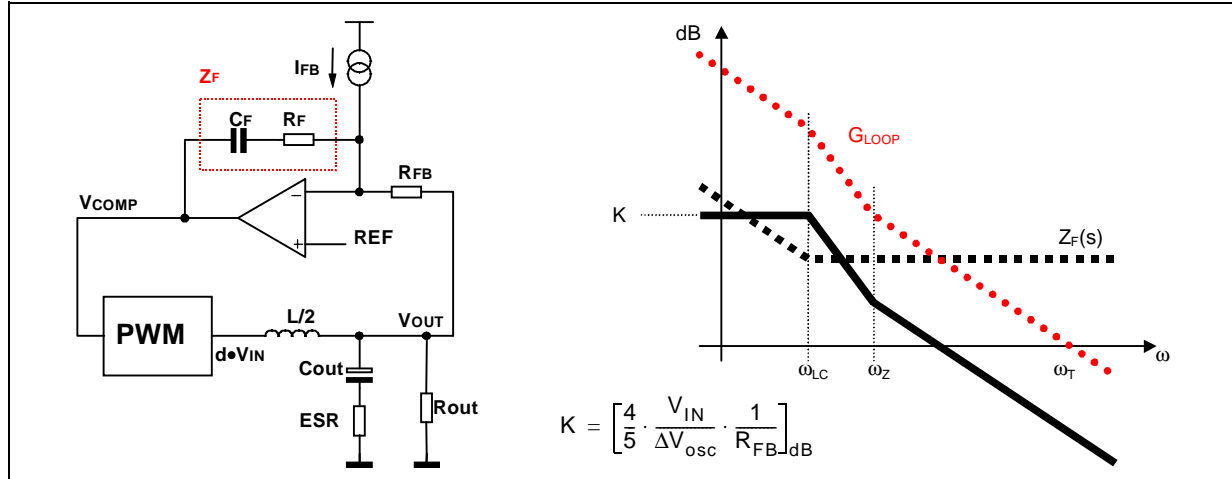 I FB
ZF
CF RF
RFB
VCOMP
−
+
REF
PWM
L/2
VOUT
d•VIN
Cout
ESR
Rout
dB
GLOOP
K
ZF(s)
ωLC
ωZ
ωT
ω
K = [4/5 · VIN/ΔVosc · 1/RFB]dB